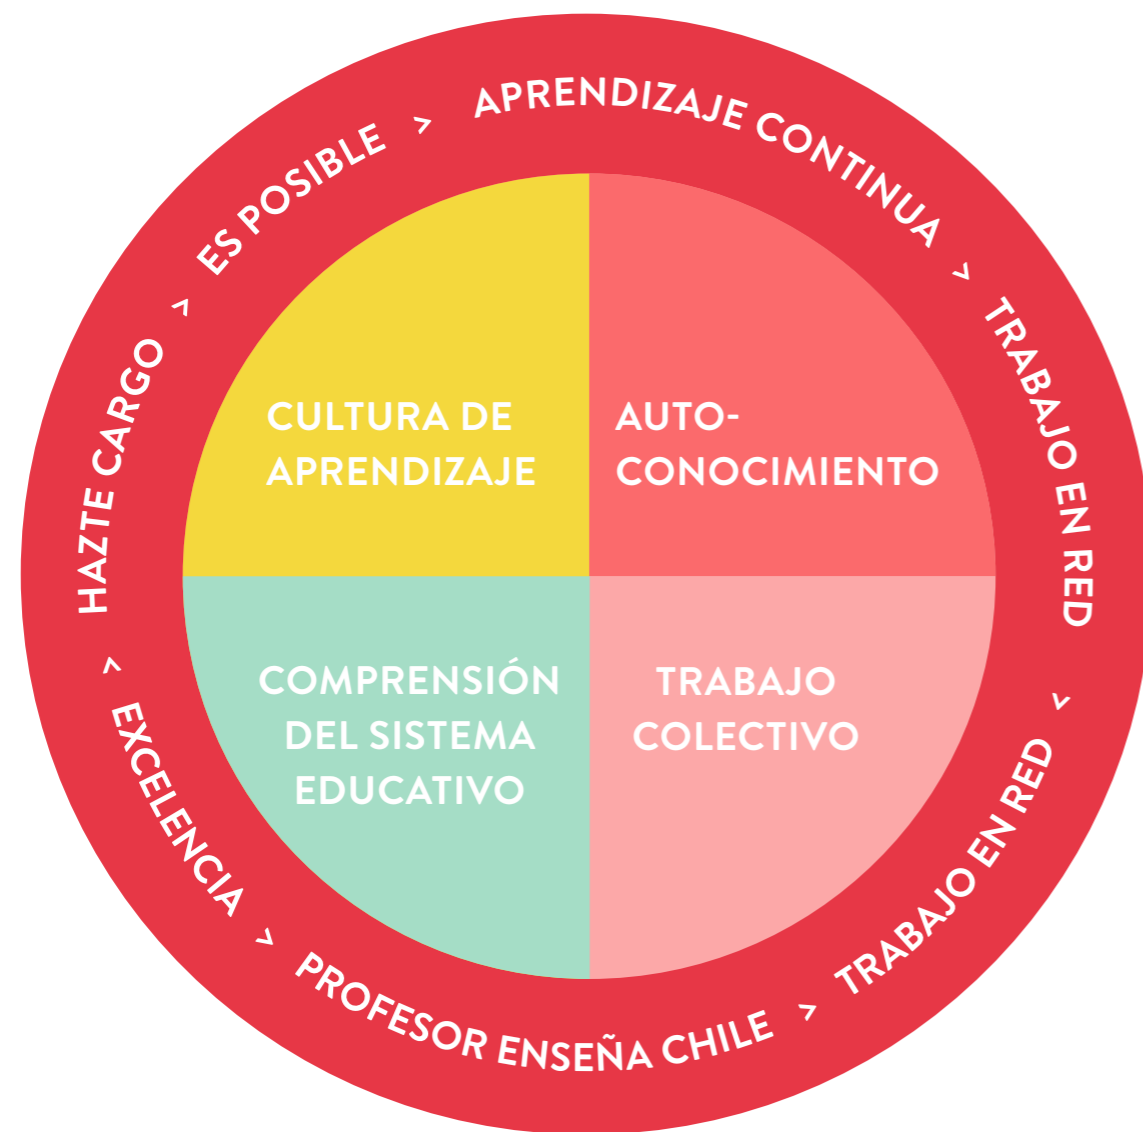 APRENDIZAJE CONTINUA >
TRABAJO EN RED >
TRABAJO EN RED >
PROFESOR ENSEÑA CHILE >
EXCELENCIA >
HAZTE CARGO >
ES POSIBLE >
CULTURA DE
APRENDIZAJE
AUTO-
CONOCIMIENTO
COMPRENSIÓN
DEL SISTEMA
EDUCATIVO
TRABAJO
COLECTIVO